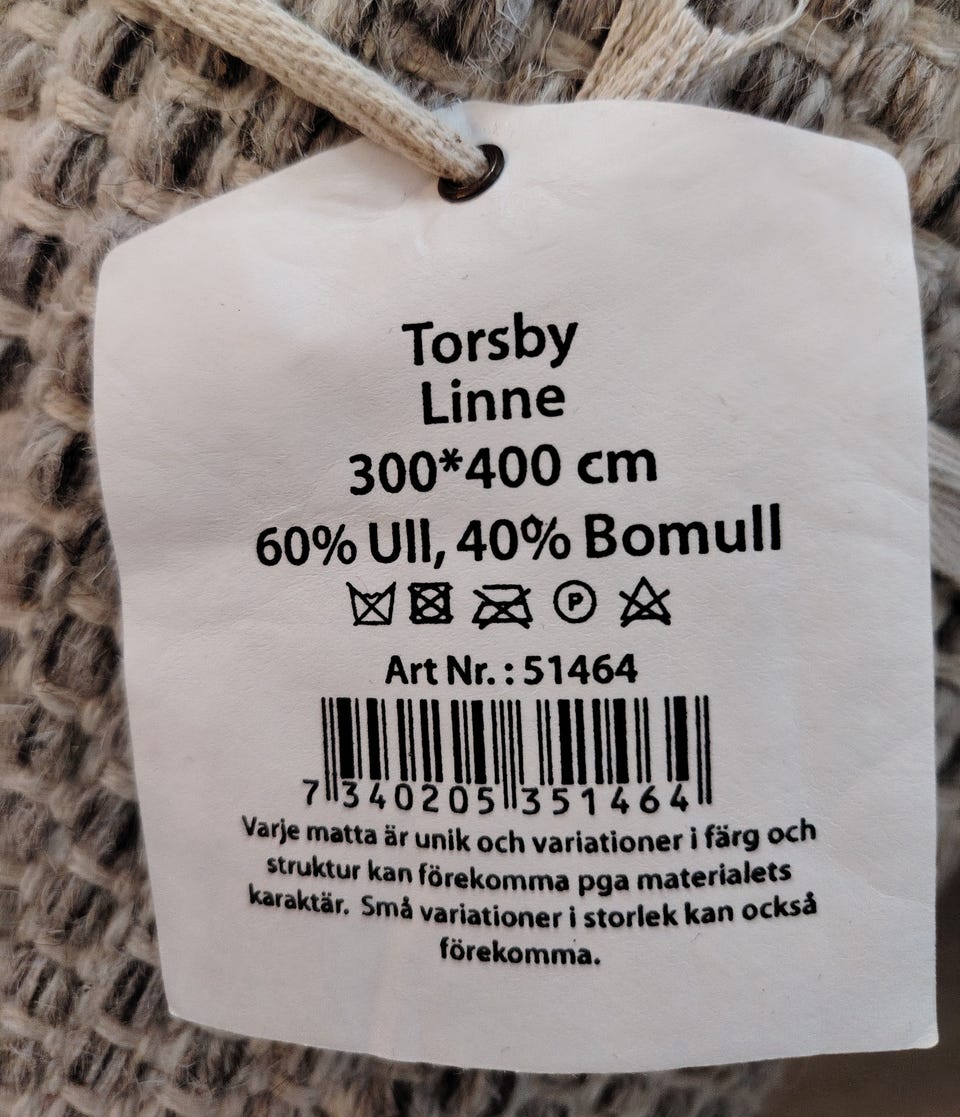 Torsby
Linne
300*400 cm
60% Ull, 40% Bomull
P
Art Nr. : 51464
7 340205 351464
Varje matta är unik och variationer i färg och
struktur kan förekomma pga materialets
karaktär. Små variationer i storlek kan också
förekomma.